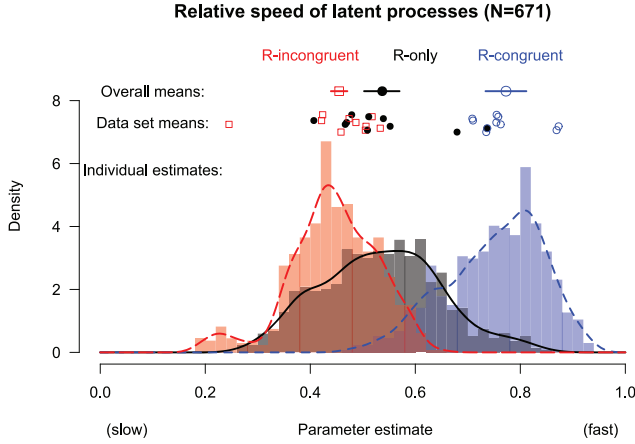 Relative speed of latent processes (N=671)
R-incongruent R-only R-congruent
Overall means:
8
Data set means:
6
Individual estimates:
Density
4
2
0
0.0 0.2 0.4 0.6 0.8 1.0
(slow) Parameter estimate (fast)